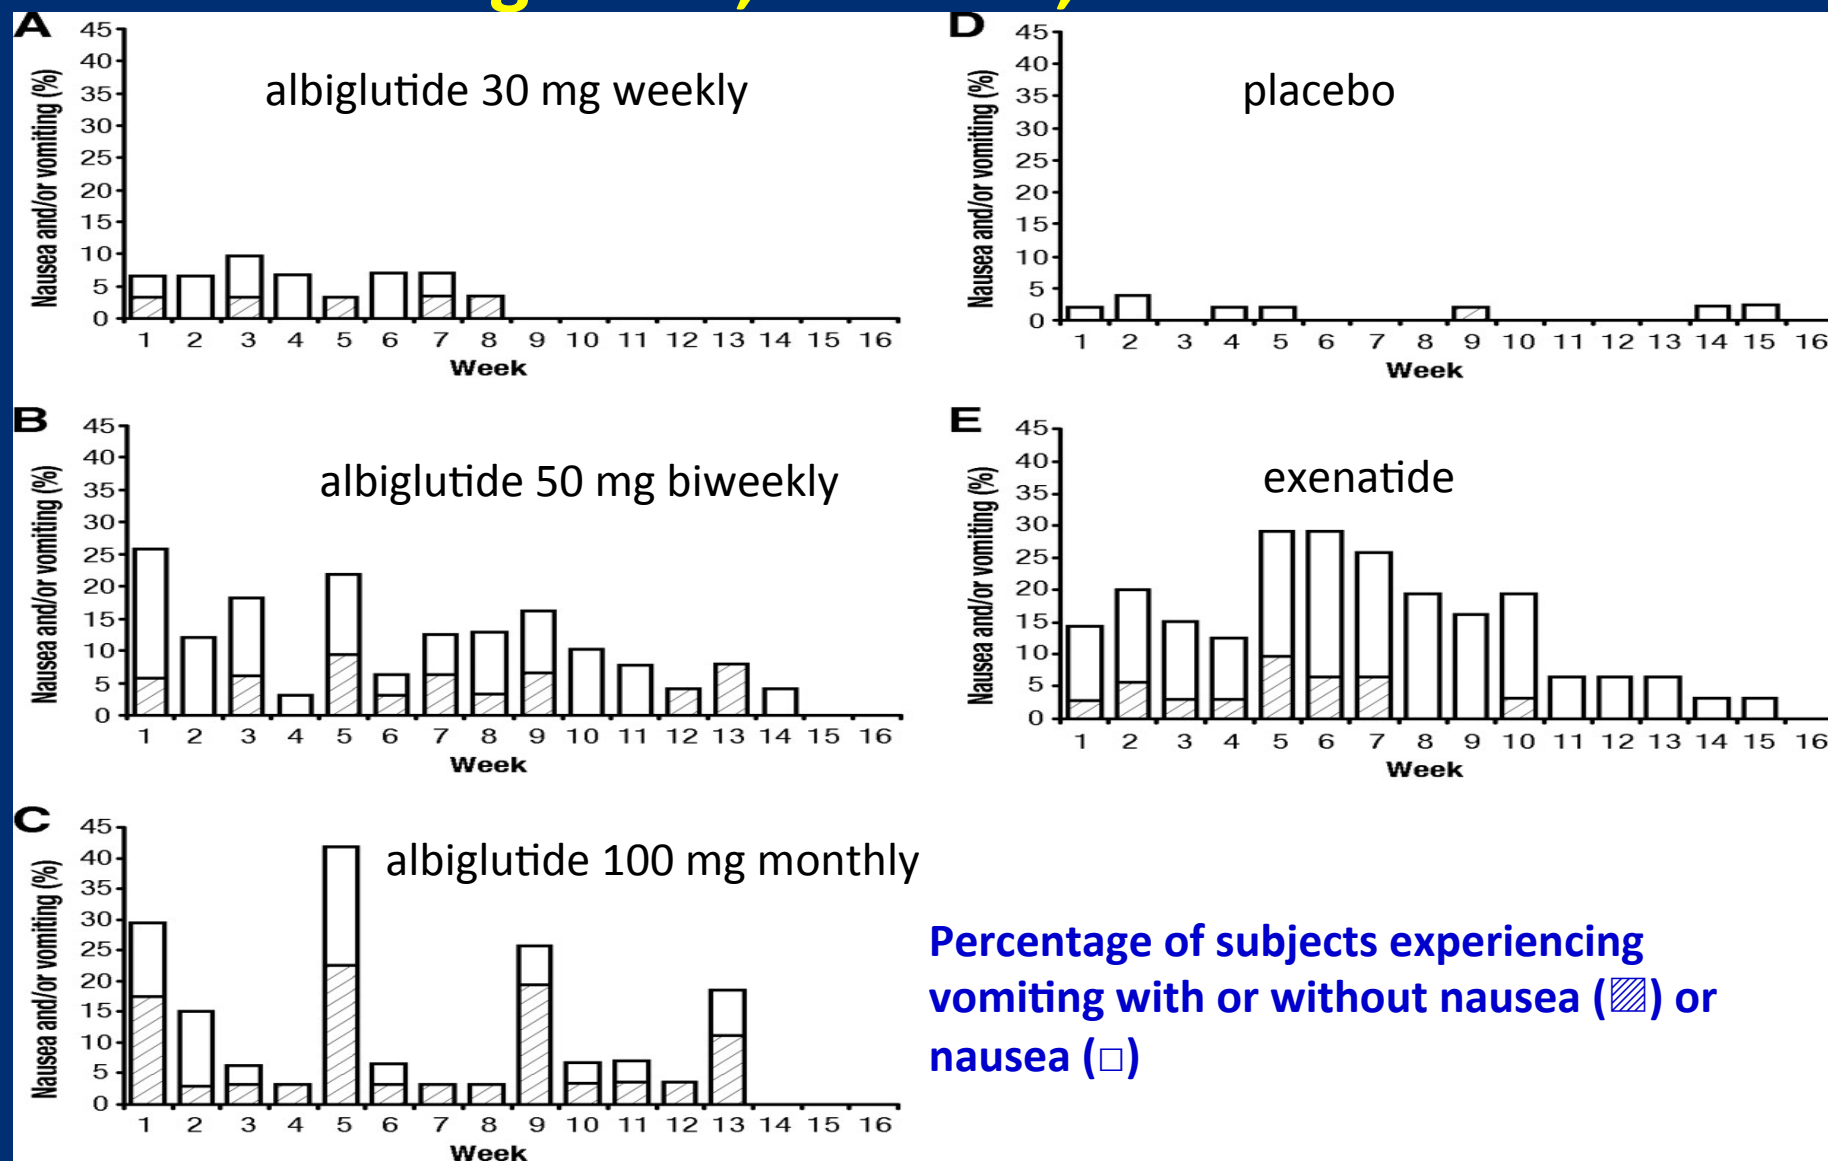 A
45
40
35
30
25
20
15
10
5
0
Nausea and/or vomiting (%)
albiglutide 30 mg weekly
1 2 3 4 5 6 7 8 9 10 11 12 13 14 15 16
Week
D
45
40
35
30
25
20
15
10
5
0
Nausea and/or vomiting (%)
placebo
1 2 3 4 5 6 7 8 9 10 11 12 13 14 15 16
Week
B
45
40
35
30
25
20
15
10
5
0
Nausea and/or vomiting (%)
albiglutide 50 mg biweekly
1 2 3 4 5 6 7 8 9 10 11 12 13 14 15 16
Week
E
45
40
35
30
25
20
15
10
5
0
Nausea and/or vomiting (%)
exenatide
1 2 3 4 5 6 7 8 9 10 11 12 13 14 15 16
Week
C
45
40
35
30
25
20
15
10
5
0
Nausea and/or vomiting (%)
albiglutide 100 mg monthly
1 2 3 4 5 6 7 8 9 10 11 12 13 14 15 16
Week
Percentage of subjects experiencing
vomiting with or without nausea (▨) or
nausea (□)